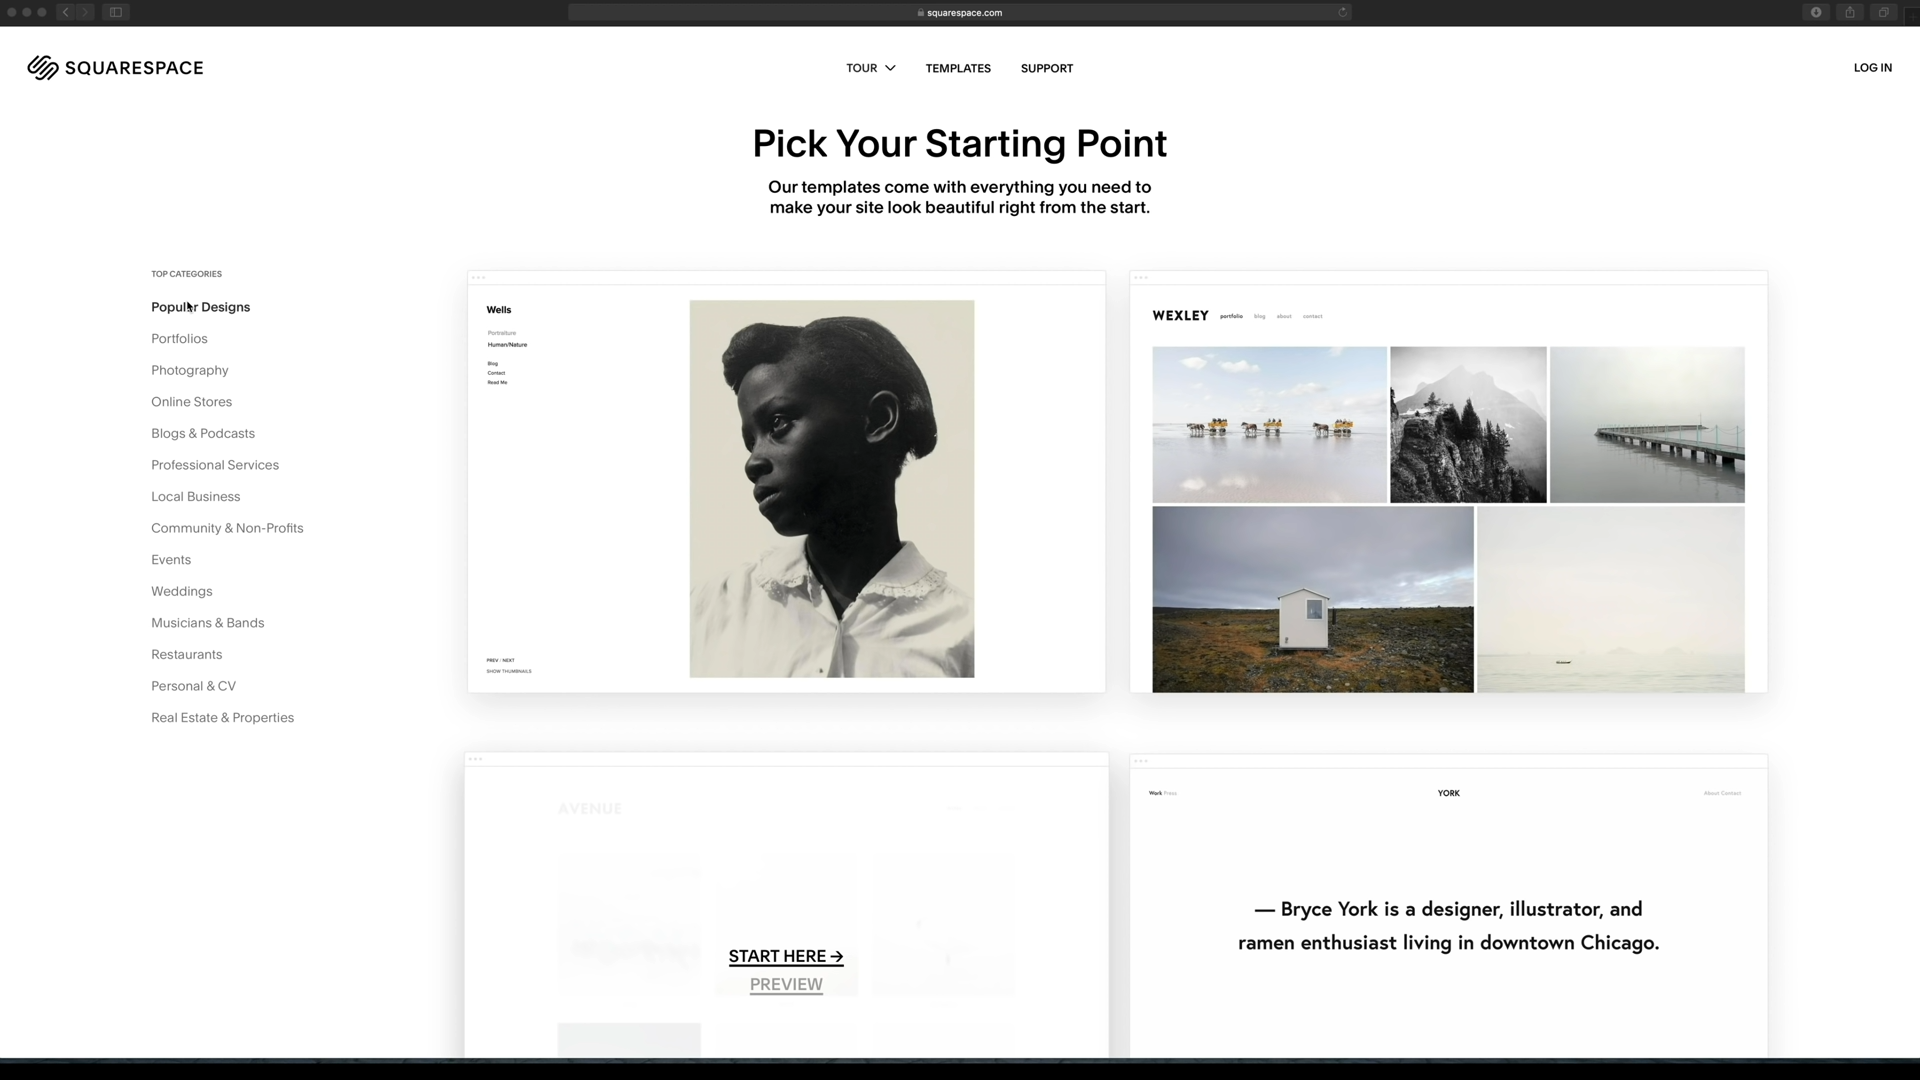 squarespace.com
SQUARESPACE
TOUR
TEMPLATES
SUPPORT
LOG IN
Pick Your Starting Point
Our templates come with everything you need to
make your site look beautiful right from the start.
TOP CATEGORIES
Popular Designs
Portfolios
Photography
Online Stores
Blogs & Podcasts
Professional Services
Local Business
Community & Non-Profits
Events
Weddings
Musicians & Bands
Restaurants
Personal & CV
Real Estate & Properties
Wells
Portraiture
Human/Nature
Blog
Contact
Read Me
PREV / NEXT
SHOW THUMBNAILS
WEXLEY portfolio blog about contact
AVENUE
START HERE →
PREVIEW
Work Press
YORK
About Contact
— Bryce York is a designer, illustrator, and
ramen enthusiast living in downtown Chicago.